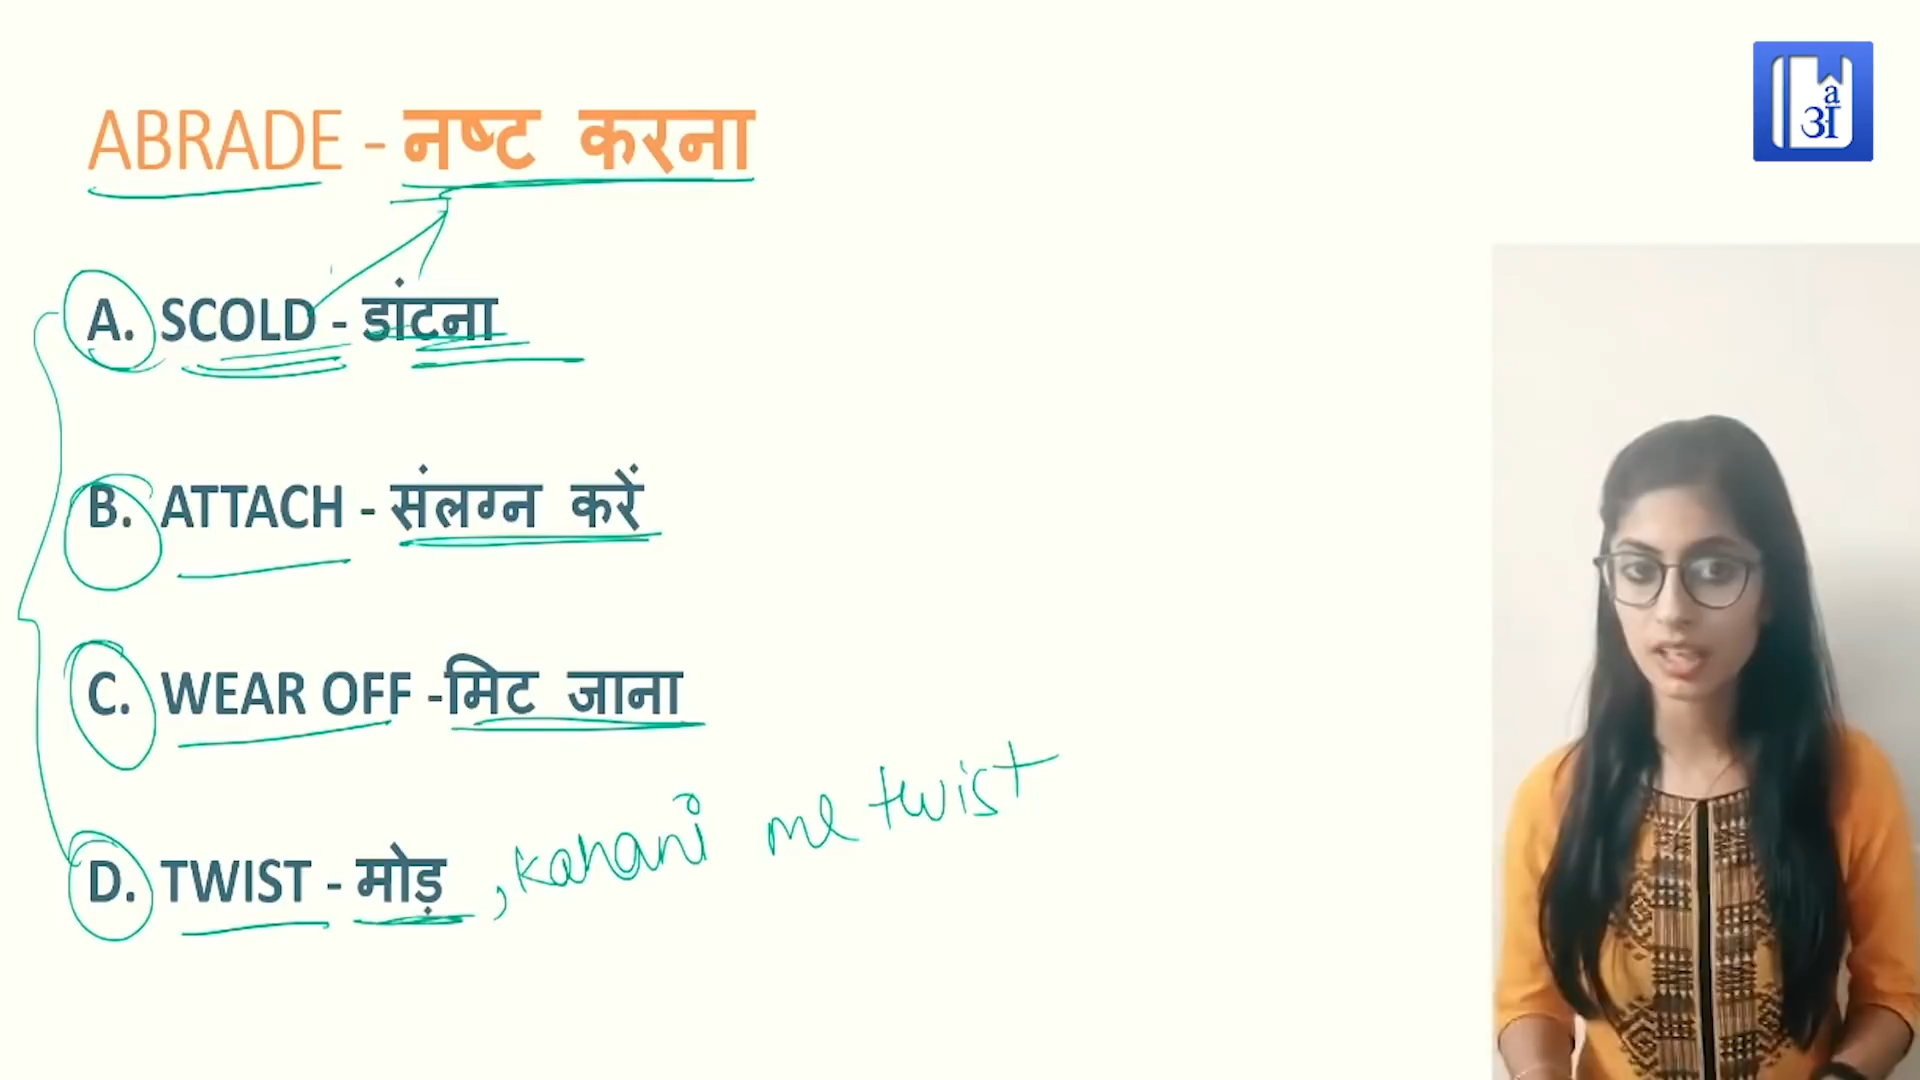 ABRADE - नष्ट करना
A. SCOLD - डांटना
B. ATTACH - संलग्न करें
C. WEAR OFF -मिट जाना
D. TWIST - मोड़ , kahani me twist
a
अ